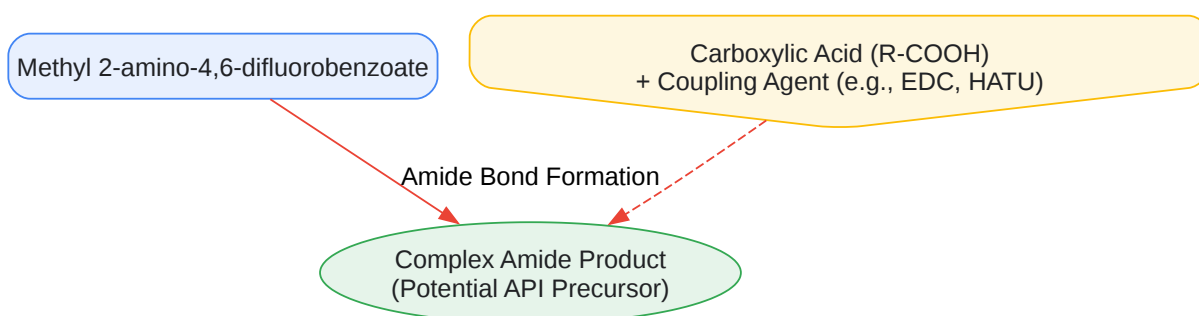 Methyl 2-amino-4,6-difluorobenzoate
Carboxylic Acid (R-COOH)
+ Coupling Agent (e.g., EDC, HATU)
Amide Bond Formation
Complex Amide Product
(Potential API Precursor)